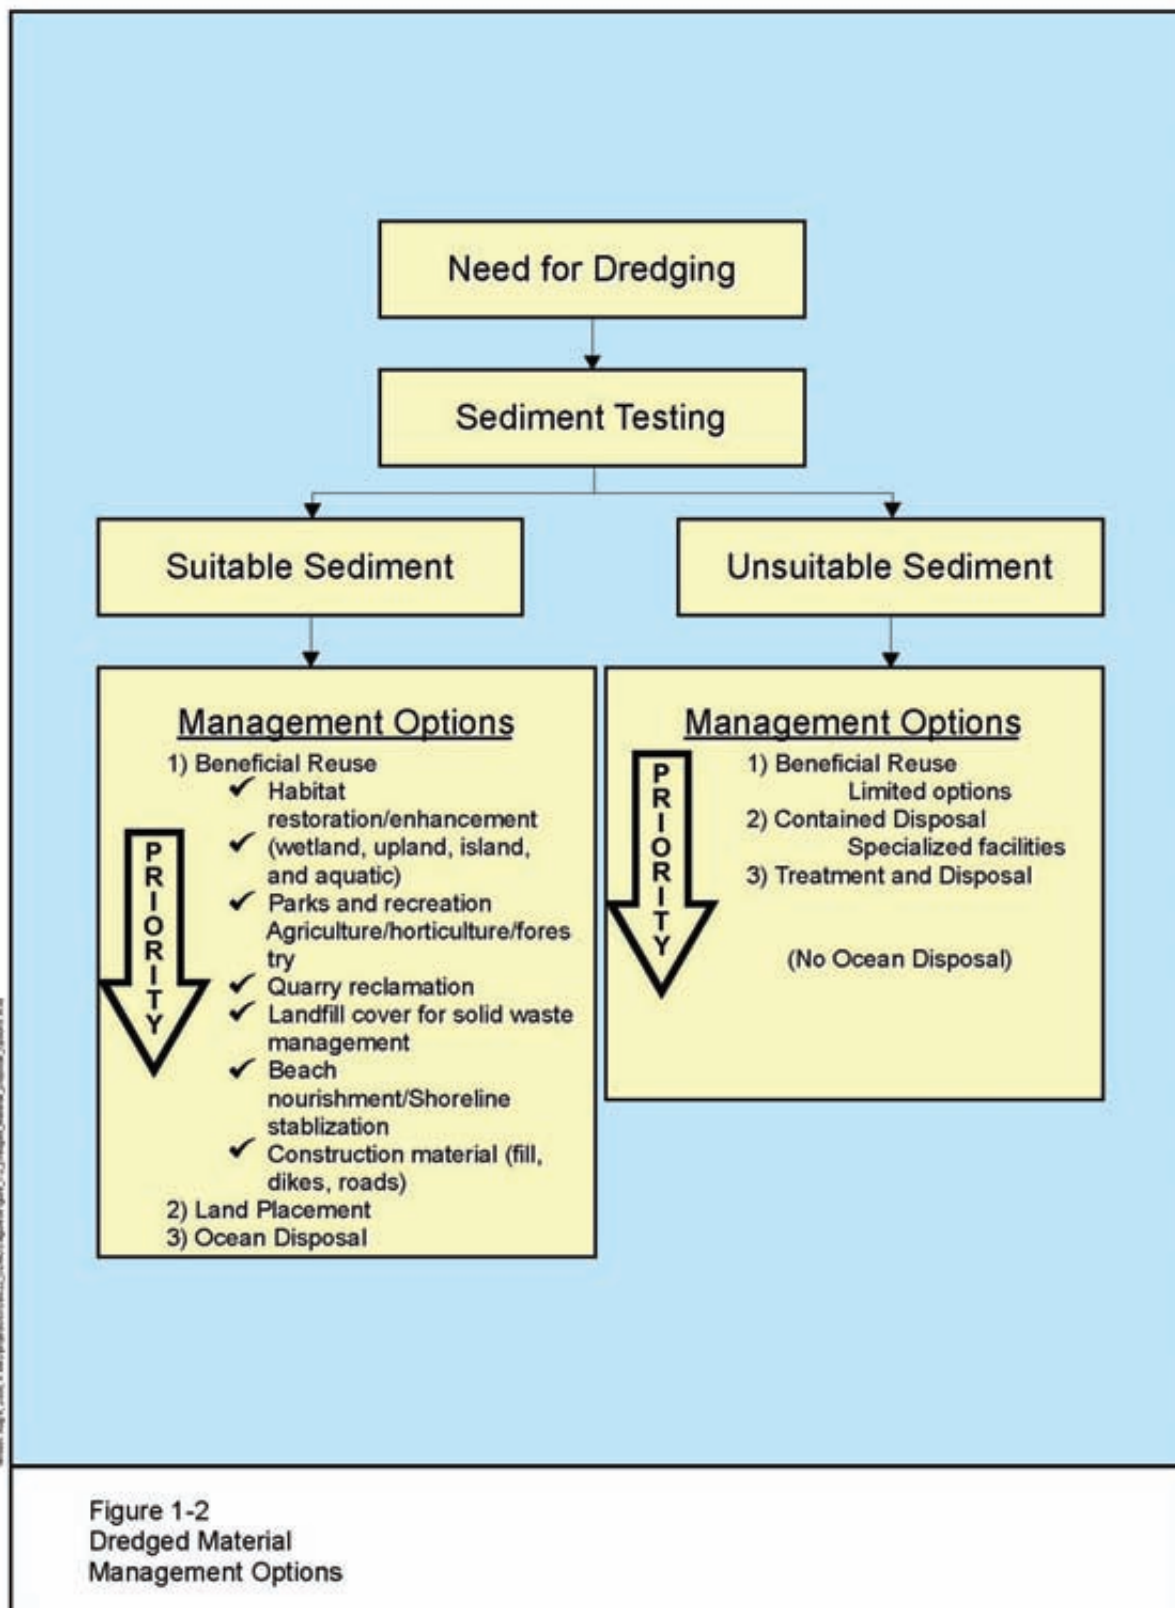 Need for Dredging
Sediment Testing
Suitable Sediment
Unsuitable Sediment
Management Options
1) Beneficial Reuse
✓ Habitat
restoration/enhancement
✓ (wetland, upland, island,
and aquatic)
✓ Parks and recreation
Agriculture/horticulture/fores
try
✓ Quarry reclamation
✓ Landfill cover for solid waste
management
✓ Beach
nourishment/Shoreline
stablization
✓ Construction material (fill,
dikes, roads)
2) Land Placement
3) Ocean Disposal
PRIORITY
Management Options
1) Beneficial Reuse
Limited options
2) Contained Disposal
Specialized facilities
3) Treatment and Disposal
(No Ocean Disposal)
PRIORITY
Figure 1-2
Dredged Material
Management Options